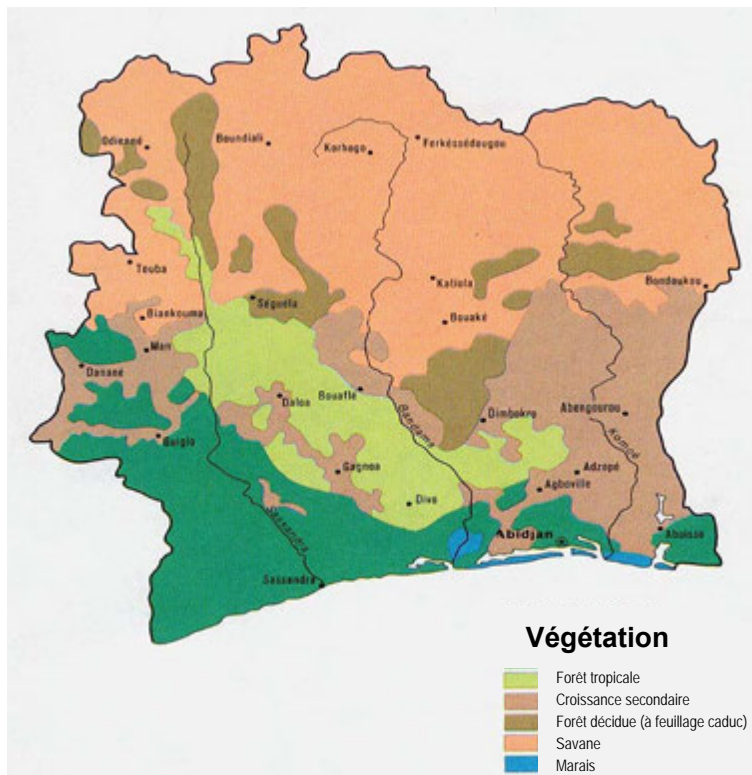 Odienné
Boundiali
Korhogo
Ferkéssédougou
Touba
Séguéla
Katiola
Bondoukou
Biankouma
Bouaké
Man
Danané
Daloa
Bouaflé
Bandama
Dimbokro
Abengourou
Komoé
Guiglo
Gagnoa
Adzopé
Agboville
Divo
Sassandra
Abidjan
Aboisso
Sassandra
Végétation
Forêt tropicale
Croissance secondaire
Forêt décidue (à feuillage caduc)
Savane
Marais